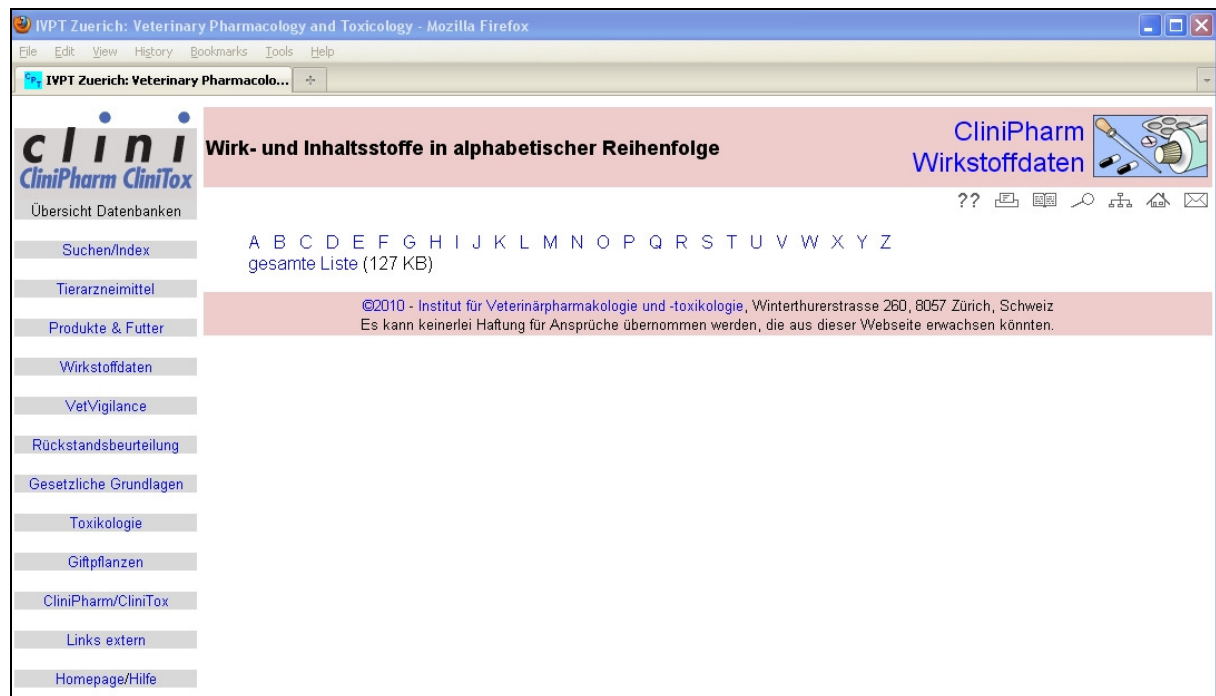 IVPT Zuerich: Veterinary Pharmacology and Toxicology - Mozilla Firefox
File Edit View History Bookmarks Tools Help
CPT IVPT Zuerich: Veterinary Pharmacolo...
clini
CliniPharm CliniTox
Übersicht Datenbanken
Suchen/Index
Tierarzneimittel
Produkte & Futter
Wirkstoffdaten
VetVigilance
Rückstandsbeurteilung
Gesetzliche Grundlagen
Toxikologie
Giftpflanzen
CliniPharm/CliniTox
Links extern
Homepage/Hilfe
Wirk- und Inhaltsstoffe in alphabetischer Reihenfolge
CliniPharm
Wirkstoffdaten
??
A B C D E F G H I J K L M N O P Q R S T U V W X Y Z
gesamte Liste (127 KB)
©2010 - Institut für Veterinärpharmakologie und -toxikologie, Winterthurerstrasse 260, 8057 Zürich, Schweiz
Es kann keinerlei Haftung für Ansprüche übernommen werden, die aus dieser Webseite erwachsen könnten.